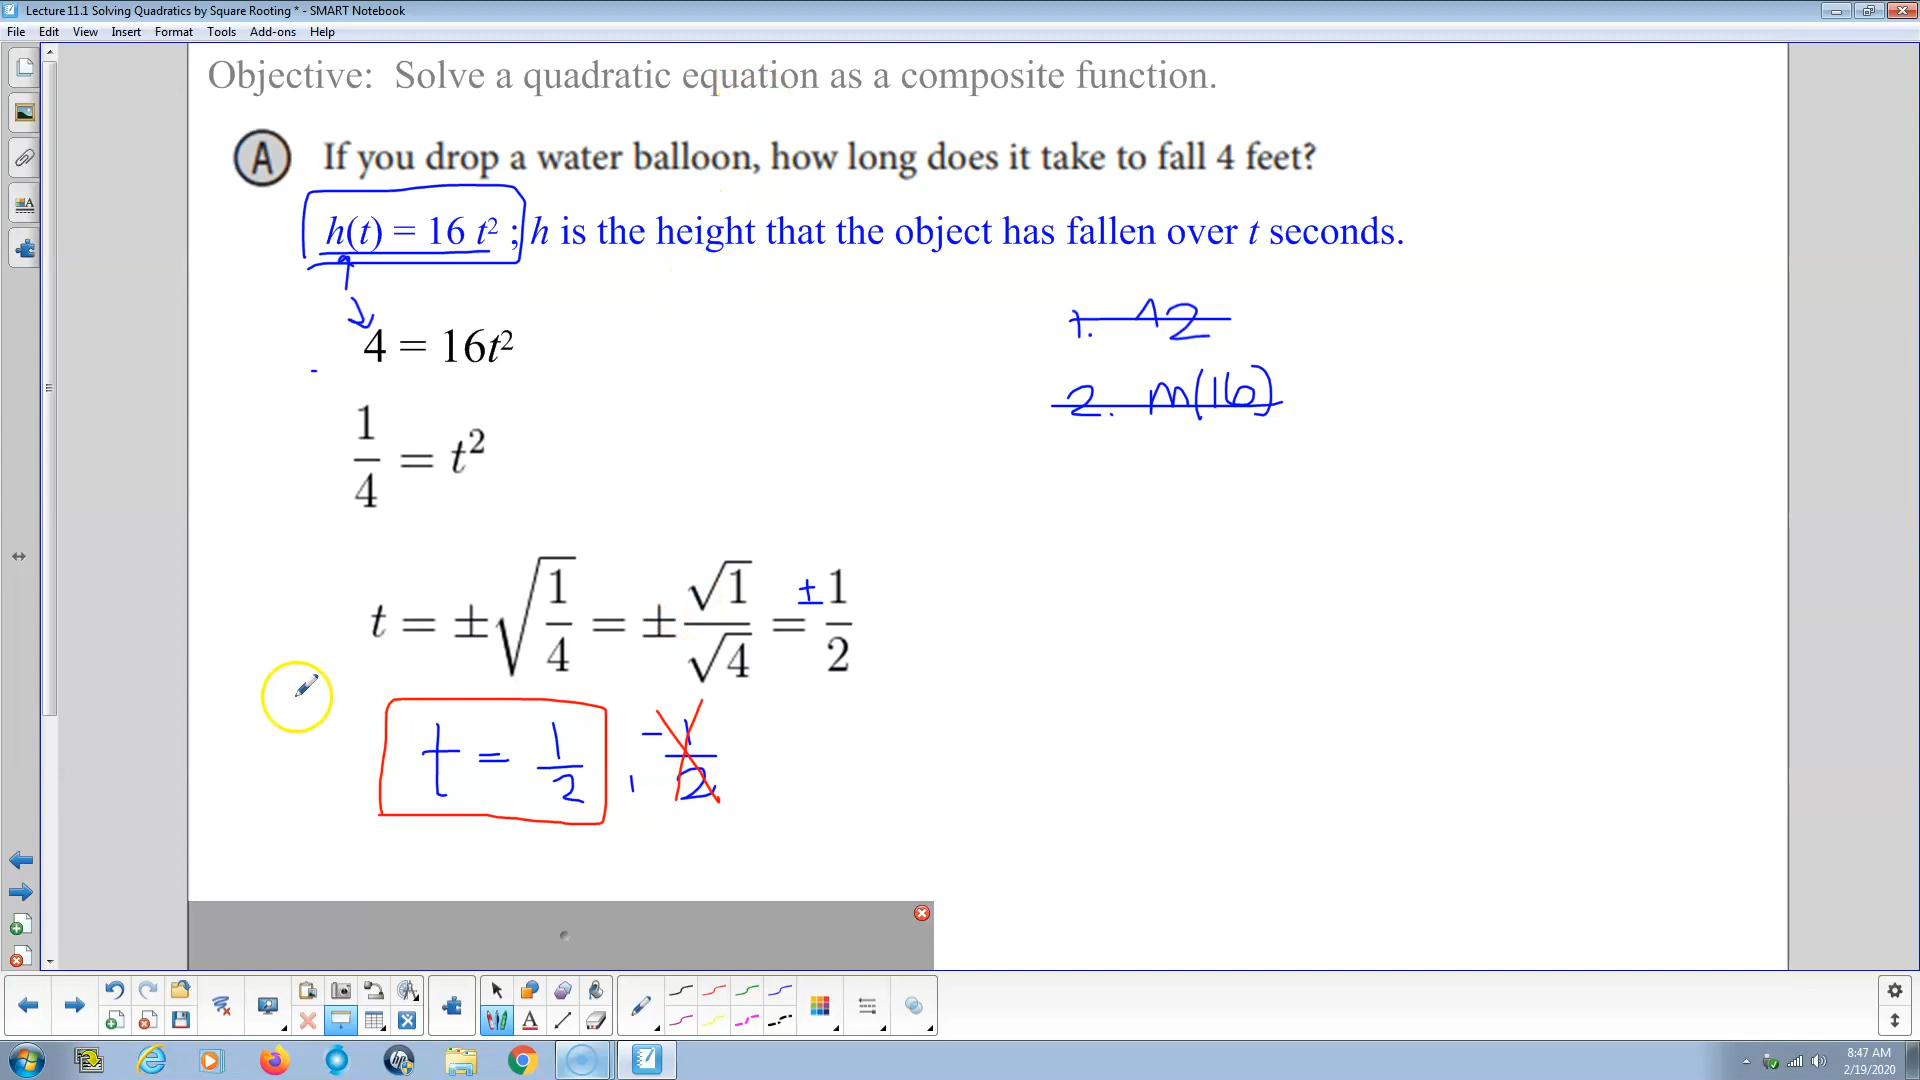 Lecture 11.1 Solving Quadratics by Square Rooting * - SMART Notebook
File Edit View Insert Format Tools Add-ons Help
Objective: Solve a quadratic equation as a composite function.
A If you drop a water balloon, how long does it take to fall 4 feet?
h(t) = 16 t² ; h is the height that the object has fallen over t seconds.
1. ^2
4 = 16t²
2. m(16)
1/4 = t²
t = ±√(1/4) = ± √1/√4 = ± 1/2
t = 1/2 , -1/2
8:47 AM
2/19/2020